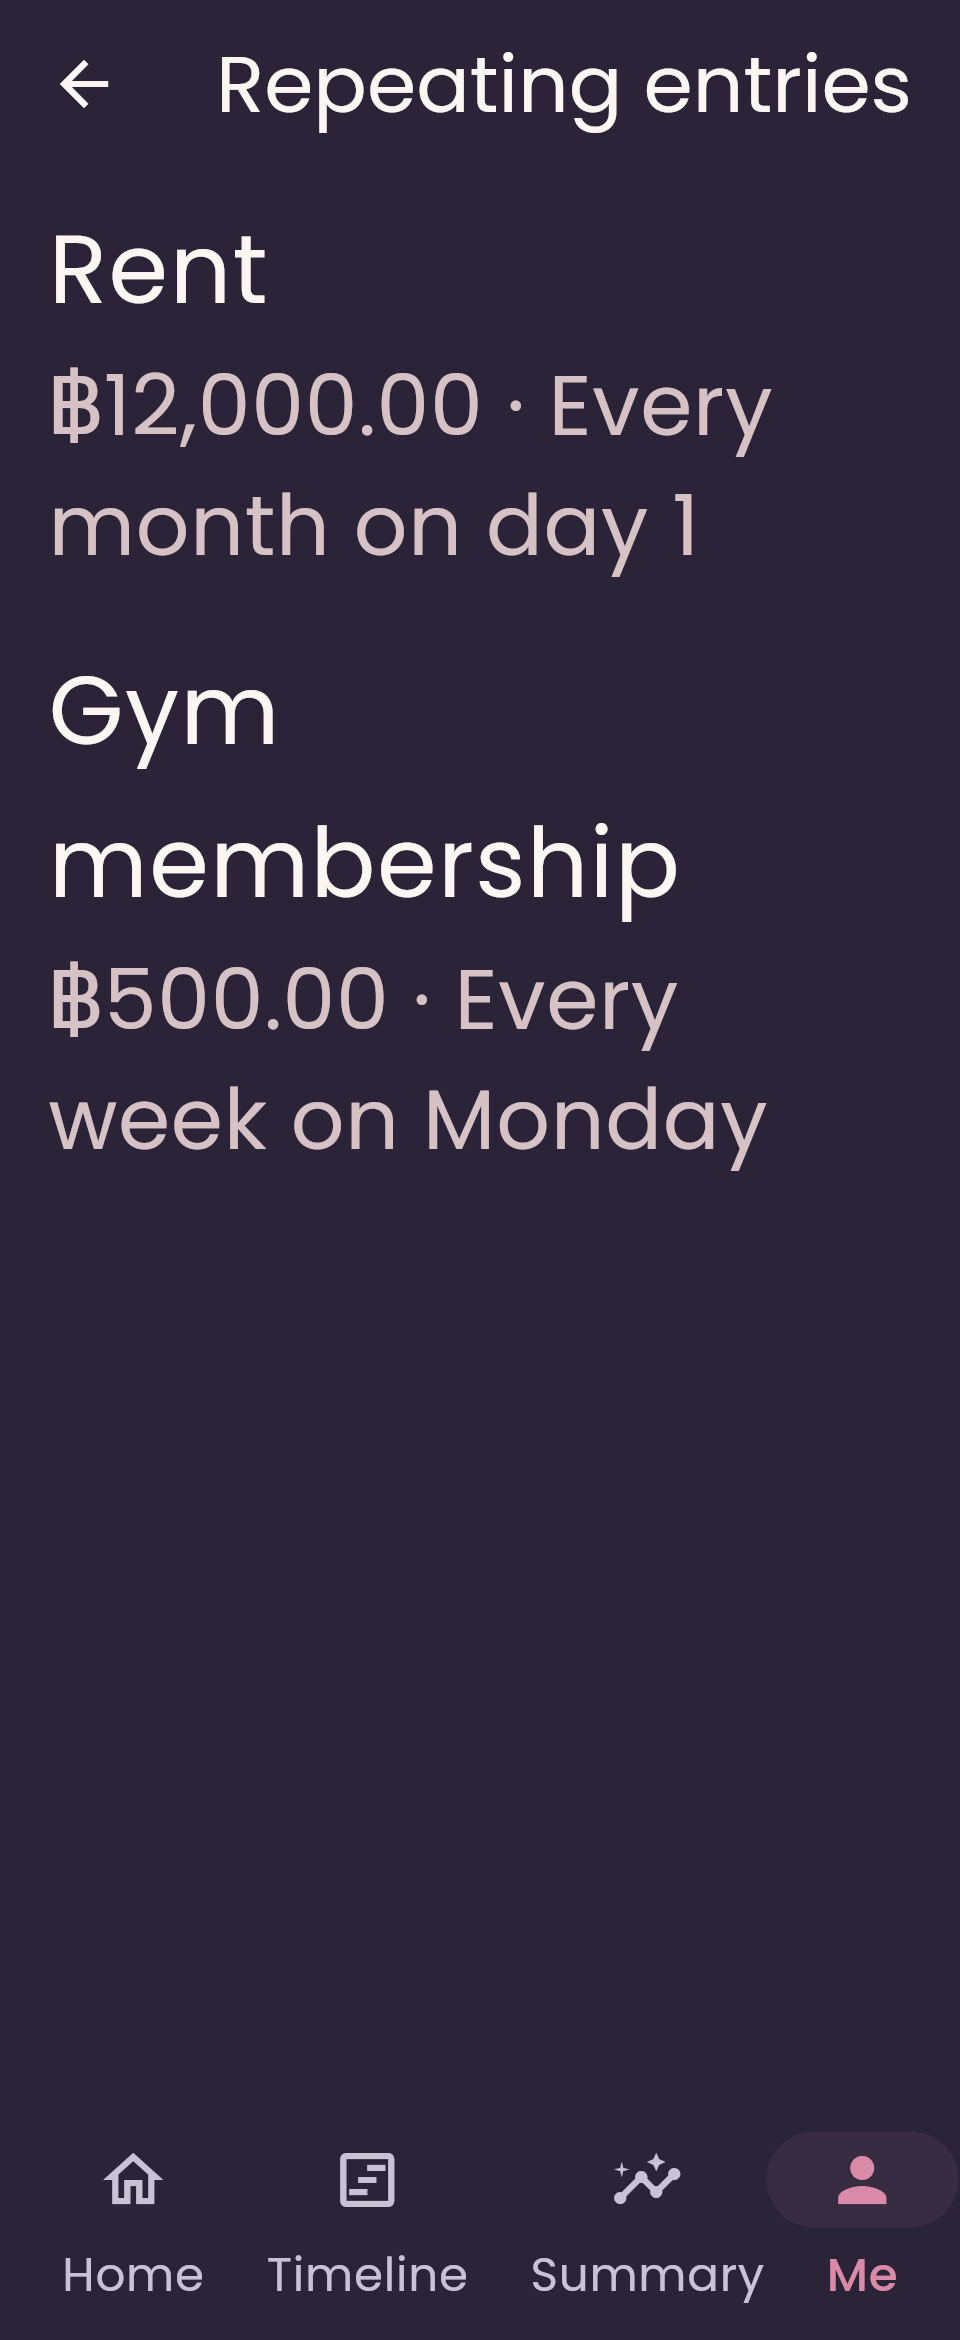 Repeating entries
Rent
฿12,000.00 · Every
month on day 1
Gym
membership
฿500.00 · Every
week on Monday
Home
Timeline
Summary
Me